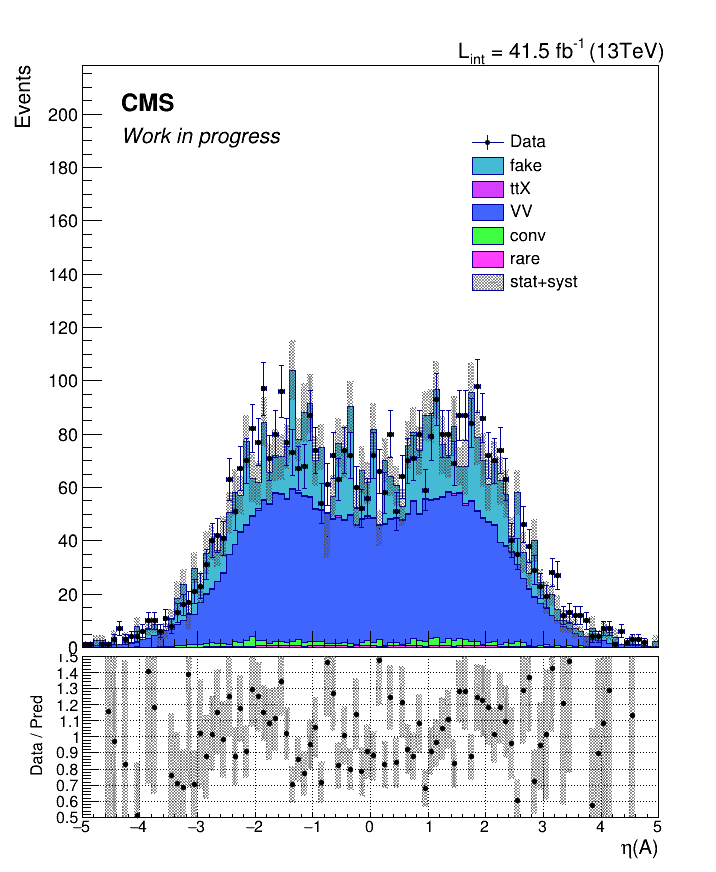 L_int = 41.5 fb^-1 (13TeV)
Events
CMS
Work in progress
200
180
160
140
120
100
80
60
40
20
0
Data
fake
ttX
VV
conv
rare
stat+syst
Data / Pred
1.5
1.4
1.3
1.2
1.1
1
0.9
0.8
0.7
0.6
0.5
−5 −4 −3 −2 −1 0 1 2 3 4 5
η(A)